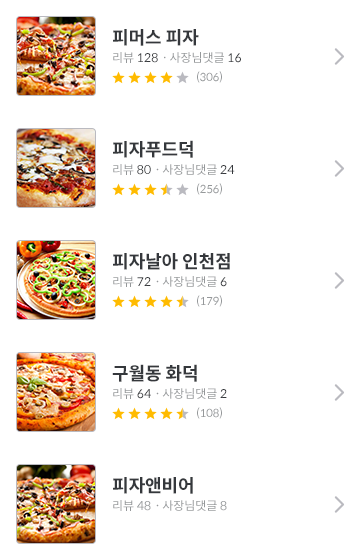 피머스 피자
리뷰 128 · 사장님댓글 16
(306)
피자푸드덕
리뷰 80 · 사장님댓글 24
(256)
피자날아 인천점
리뷰 72 · 사장님댓글 6
(179)
구월동 화덕
리뷰 64 · 사장님댓글 2
(108)
피자앤비어
리뷰 48 · 사장님댓글 8